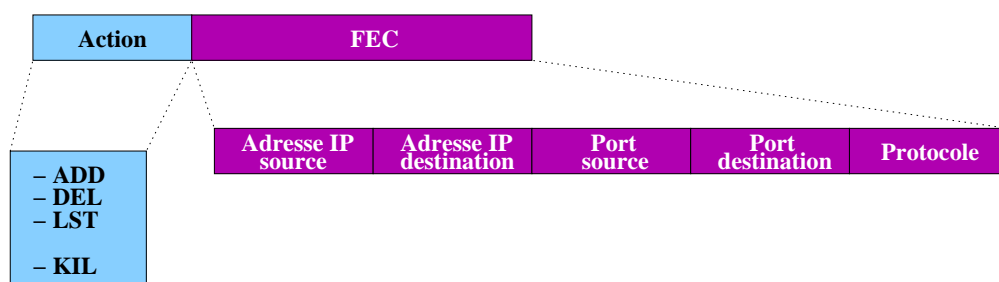 Action
FEC
Adresse IP
source
Adresse IP
destination
Port
source
Port
destination
Protocole
– ADD
– DEL
– LST
– KIL